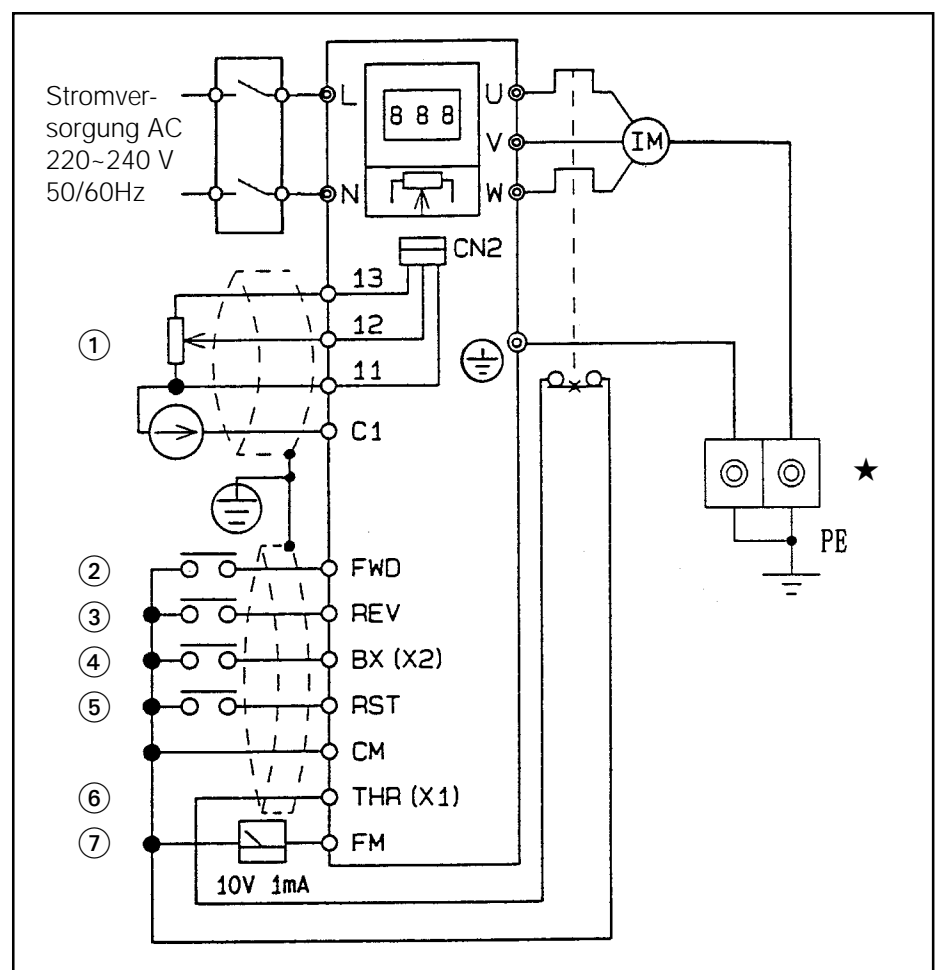 Stromver-
sorgung AC
220~240 V
50/60Hz
L
N
888
U
V
W
IM
CN2
13
12
11
C1
①
②
③
④
⑤
⑥
⑦
FWD
REV
BX (X2)
RST
CM
THR (X1)
FM
10V 1mA
★
PE